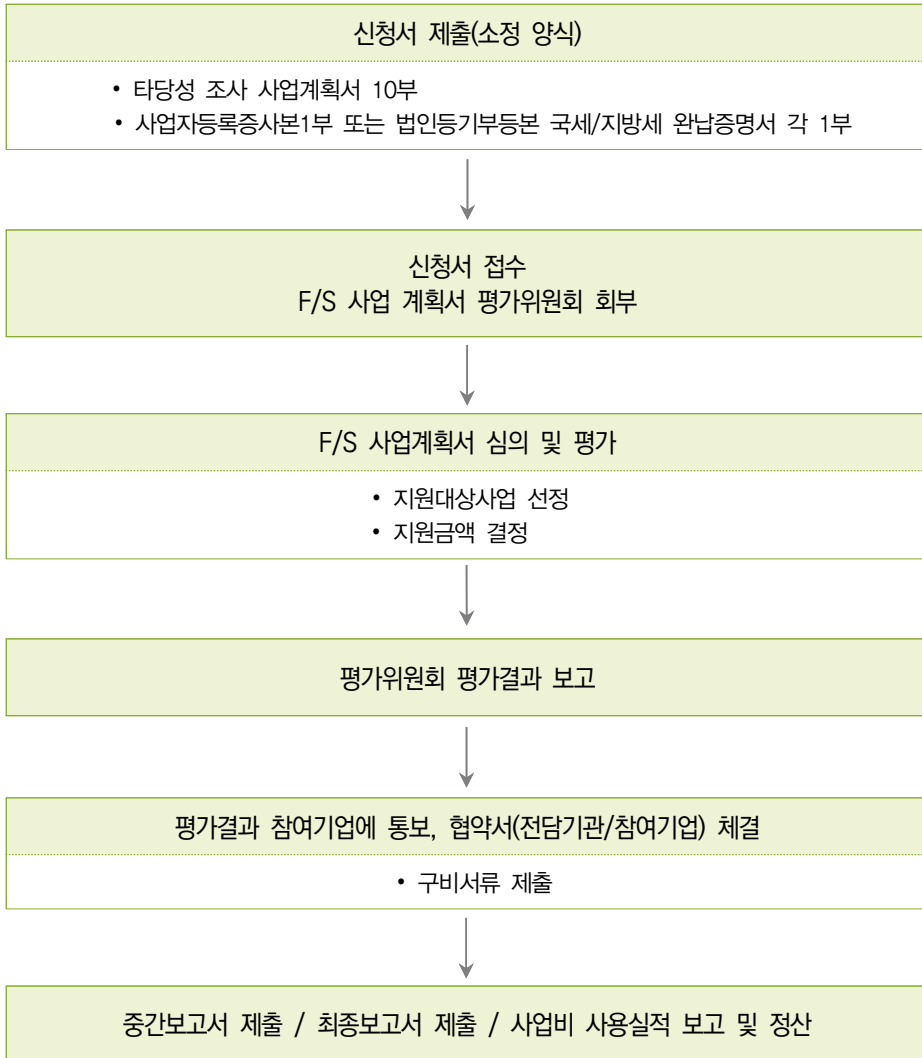 신청서 제출(소정 양식)
• 타당성 조사 사업계획서 10부
• 사업자등록증사본1부 또는 법인등기부등본 국세/지방세 완납증명서 각 1부
신청서 접수
F/S 사업 계획서 평가위원회 회부
F/S 사업계획서 심의 및 평가
• 지원대상사업 선정
• 지원금액 결정
평가위원회 평가결과 보고
평가결과 참여기업에 통보, 협약서(전담기관/참여기업) 체결
• 구비서류 제출
중간보고서 제출 / 최종보고서 제출 / 사업비 사용실적 보고 및 정산